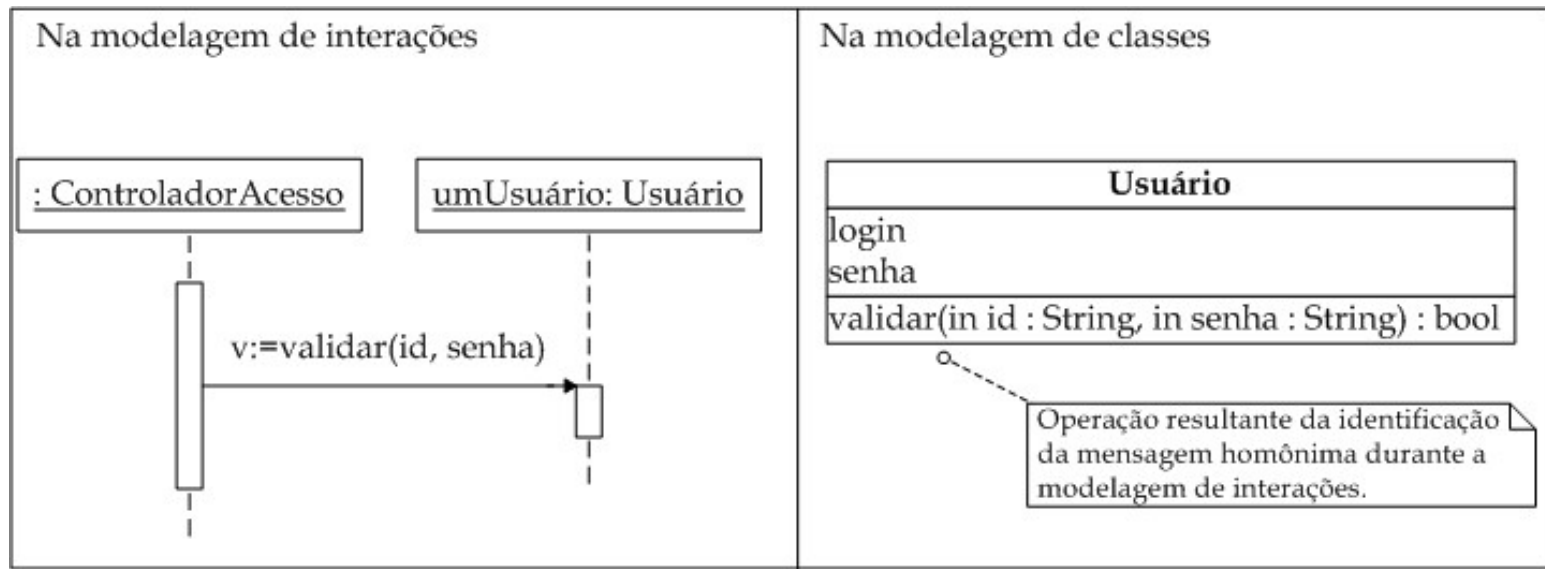 Na modelagem de interações
: ControladorAcesso
umUsuário: Usuário
v:=validar(id, senha)
Na modelagem de classes
Usuário
login
senha
validar(in id : String, in senha : String) : bool
Operação resultante da identificação
da mensagem homônima durante a
modelagem de interações.